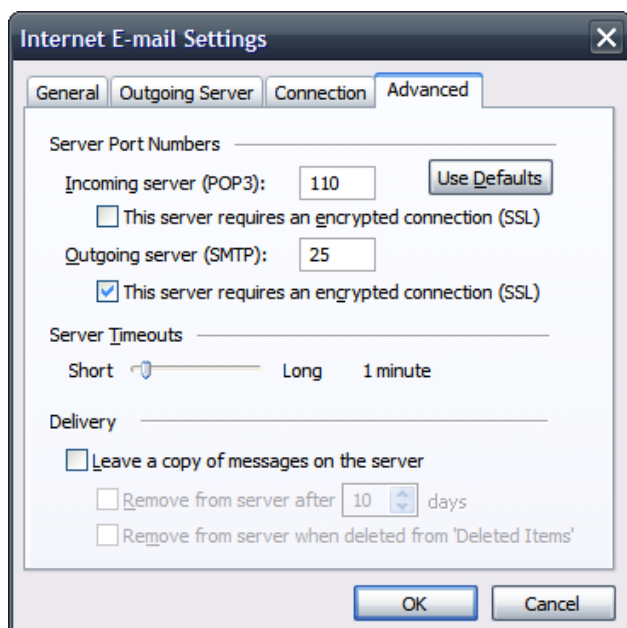 Internet E-mail Settings
General Outgoing Server Connection Advanced
Server Port Numbers
Incoming server (POP3): 110 Use Defaults
This server requires an encrypted connection (SSL)
Outgoing server (SMTP): 25
This server requires an encrypted connection (SSL)
Server Timeouts
Short Long 1 minute
Delivery
Leave a copy of messages on the server
Remove from server after 10 days
Remove from server when deleted from 'Deleted Items'
OK Cancel